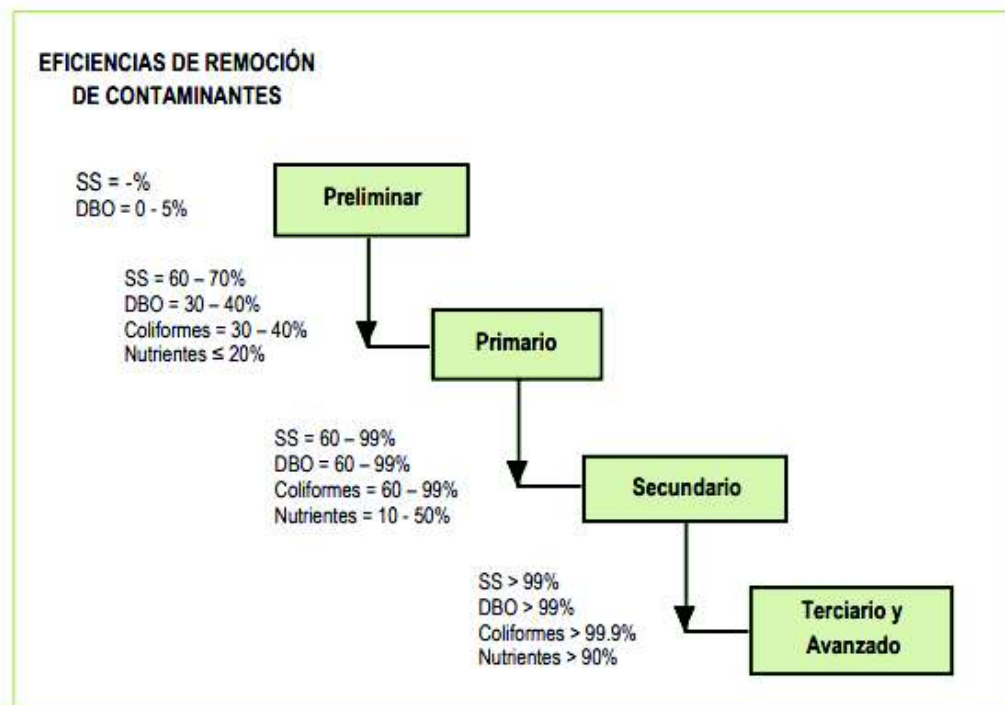 EFICIENCIAS DE REMOCIÓN
DE CONTAMINANTES
SS = -%
DBO = 0 - 5%
Preliminar
SS = 60 – 70%
DBO = 30 – 40%
Coliformes = 30 – 40%
Nutrientes ≤ 20%
Primario
SS = 60 – 99%
DBO = 60 – 99%
Coliformes = 60 – 99%
Nutrientes = 10 - 50%
Secundario
SS > 99%
DBO > 99%
Coliformes > 99.9%
Nutrientes > 90%
Terciario y
Avanzado